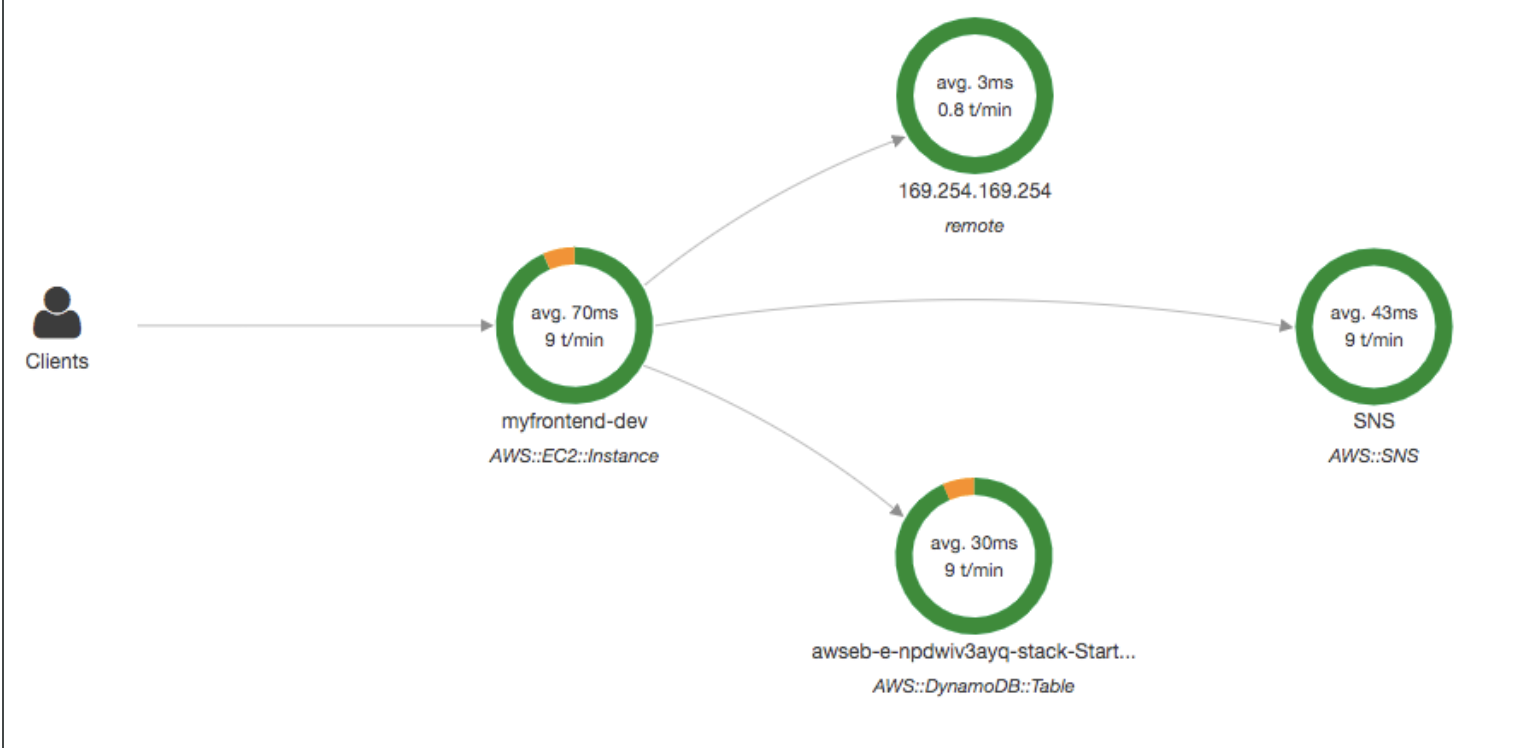 avg. 3ms
0.8 t/min
169.254.169.254
remote
Clients
avg. 70ms
9 t/min
myfrontend-dev
AWS::EC2::Instance
avg. 43ms
9 t/min
SNS
AWS::SNS
avg. 30ms
9 t/min
awseb-e-npdwiv3ayq-stack-Start...
AWS::DynamoDB::Table